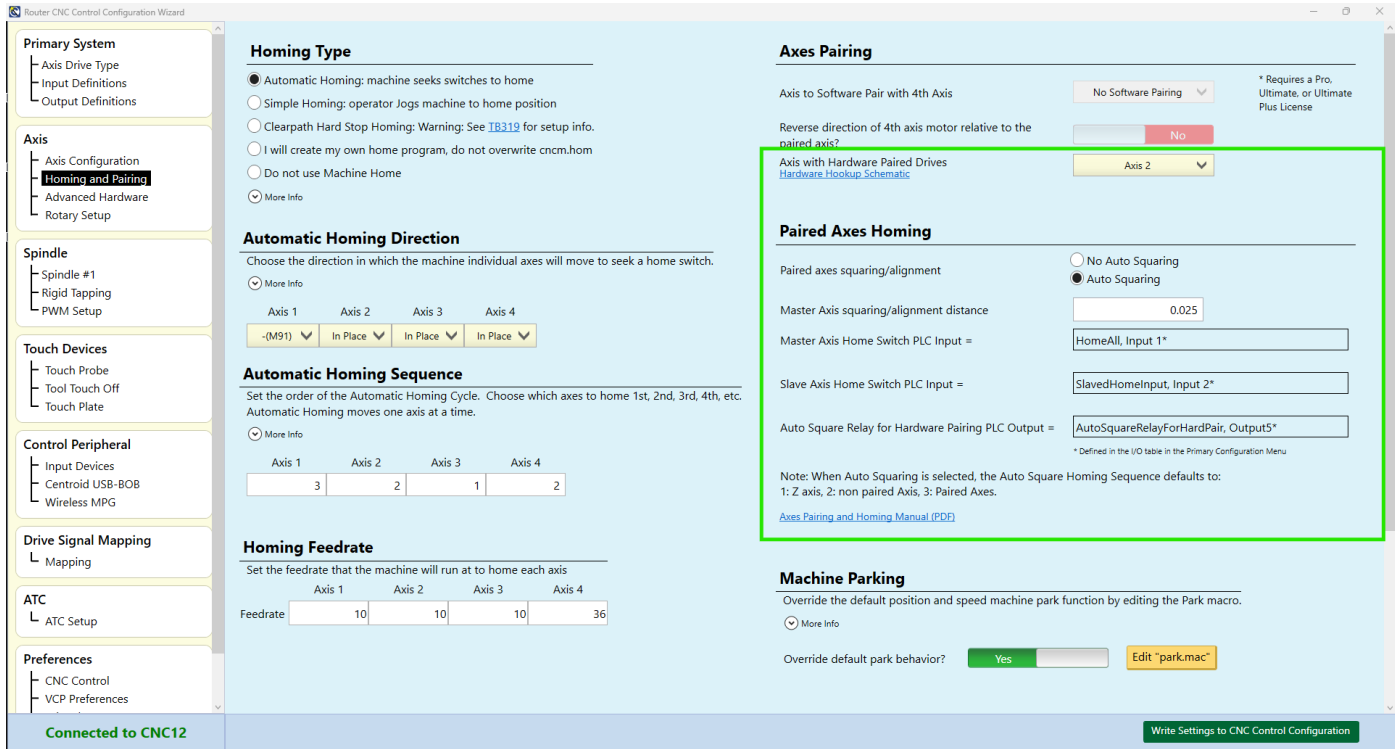 Router CNC Control Configuration Wizard
Primary System
Axis Drive Type
Input Definitions
Output Definitions
Axis
Axis Configuration
Homing and Pairing
Advanced Hardware
Rotary Setup
Spindle
Spindle #1
Rigid Tapping
PWM Setup
Touch Devices
Touch Probe
Tool Touch Off
Touch Plate
Control Peripheral
Input Devices
Centroid USB-BOB
Wireless MPG
Drive Signal Mapping
Mapping
ATC
ATC Setup
Preferences
CNC Control
VCP Preferences
Connected to CNC12
Homing Type
Automatic Homing: machine seeks switches to home
Simple Homing: operator Jogs machine to home position
Clearpath Hard Stop Homing: Warning: See TB319 for setup info.
I will create my own home program, do not overwrite cncm.hom
Do not use Machine Home
More Info
Automatic Homing Direction
Choose the direction in which the machine individual axes will move to seek a home switch.
More Info
Axis 1 Axis 2 Axis 3 Axis 4
-(M91) In Place In Place In Place
Automatic Homing Sequence
Set the order of the Automatic Homing Cycle. Choose which axes to home 1st, 2nd, 3rd, 4th, etc.
Automatic Homing moves one axis at a time.
More Info
Axis 1 Axis 2 Axis 3 Axis 4
3 2 1 2
Homing Feedrate
Set the feedrate that the machine will run at to home each axis
Axis 1 Axis 2 Axis 3 Axis 4
Feedrate 10 10 10 36
Axes Pairing
Axis to Software Pair with 4th Axis No Software Pairing
* Requires a Pro,
Ultimate, or Ultimate
Plus License
Reverse direction of 4th axis motor relative to the
paired axis? No
Axis with Hardware Paired Drives Axis 2
Hardware Hookup Schematic
Paired Axes Homing
Paired axes squaring/alignment
No Auto Squaring
Auto Squaring
Master Axis squaring/alignment distance 0.025
Master Axis Home Switch PLC Input = HomeAll, Input 1*
Slave Axis Home Switch PLC Input = SlavedHomeInput, Input 2*
Auto Square Relay for Hardware Pairing PLC Output = AutoSquareRelayForHardPair, Output5*
* Defined in the I/O table in the Primary Configuration Menu
Note: When Auto Squaring is selected, the Auto Square Homing Sequence defaults to:
1: Z axis, 2: non paired Axis, 3: Paired Axes.
Axes Pairing and Homing Manual (PDF)
Machine Parking
Override the default position and speed machine park function by editing the Park macro.
More Info
Override default park behavior? Yes Edit "park.mac"
Write Settings to CNC Control Configuration